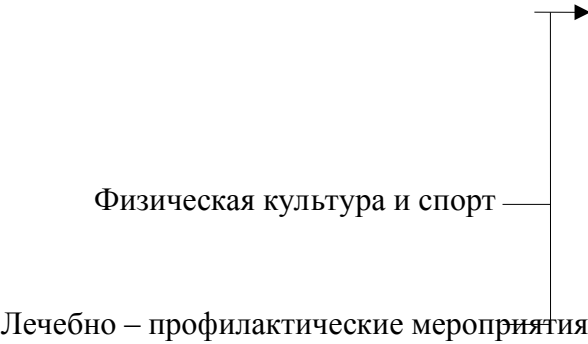 Физическая культура и спорт
Лечебно – профилактические мероприятия